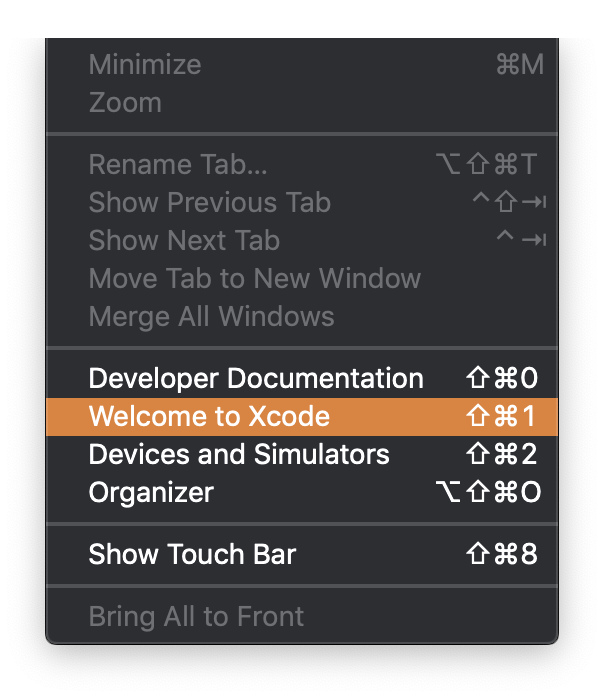 Minimize ⌘M
Zoom
Rename Tab... ⌥⇧⌘T
Show Previous Tab ^⇧⇥
Show Next Tab ^⇥
Move Tab to New Window
Merge All Windows
Developer Documentation ⇧⌘0
Welcome to Xcode ⇧⌘1
Devices and Simulators ⇧⌘2
Organizer ⌥⇧⌘O
Show Touch Bar ⇧⌘8
Bring All to Front